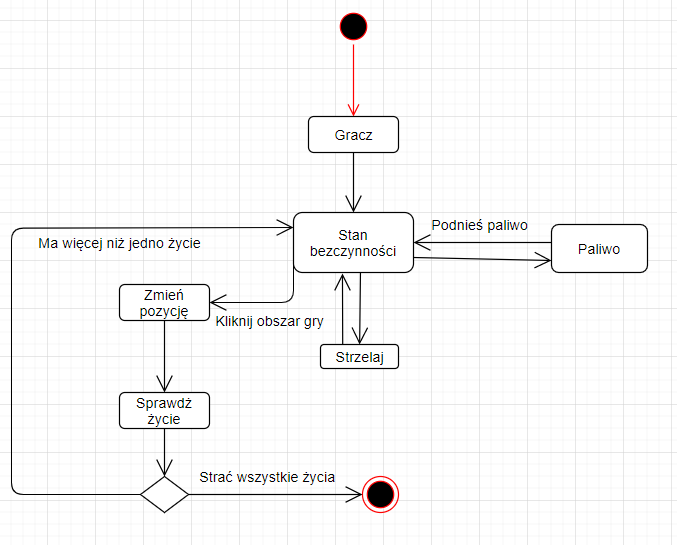 Gracz
Stan
bezczynności
Podnieś paliwo
Paliwo
Ma więcej niż jedno życie
Zmień
pozycję
Kliknij obszar gry
Strzelaj
Sprawdź
życie
Strać wszystkie życia